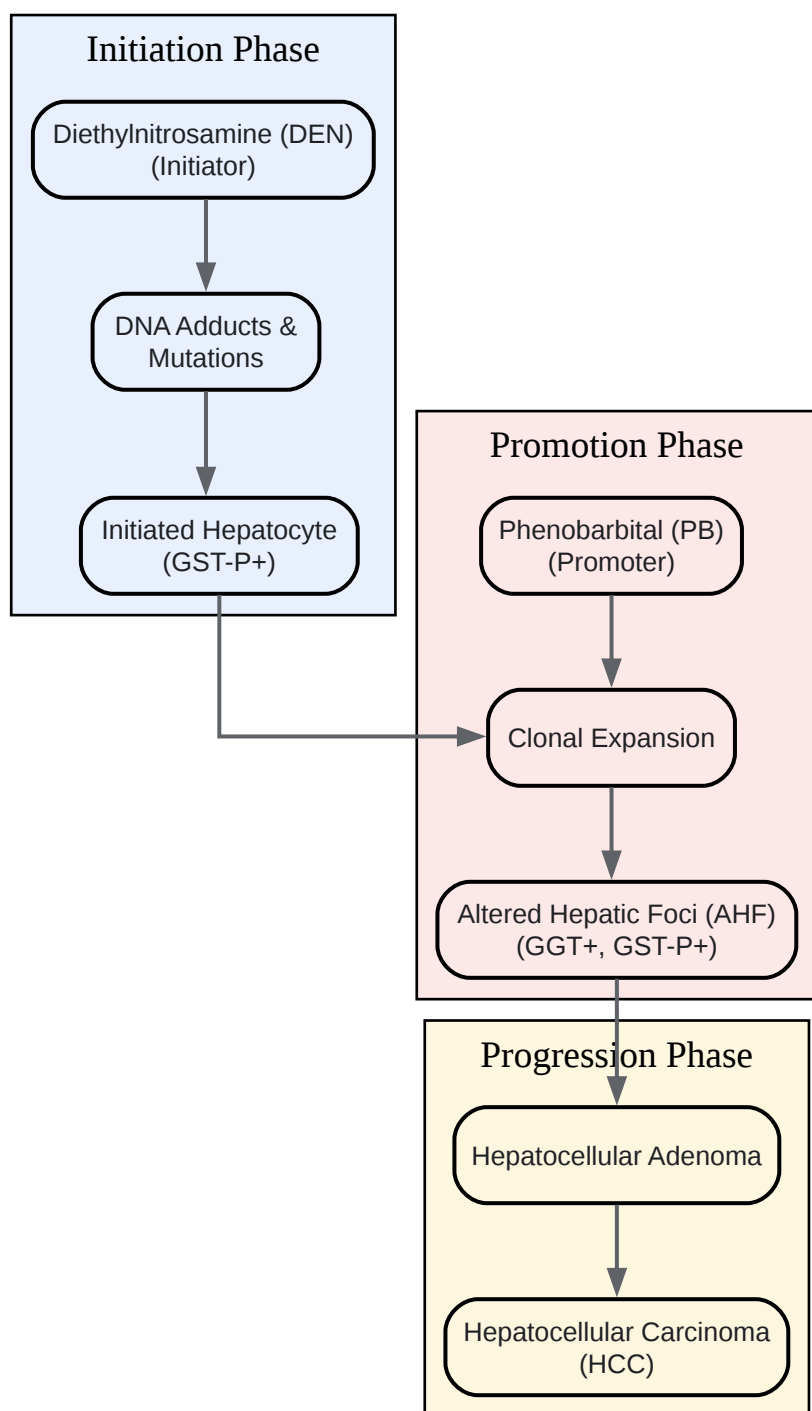 Initiation Phase
Diethylnitrosamine (DEN)
(Initiator)
DNA Adducts &
Mutations
Initiated Hepatocyte
(GST-P+)
Promotion Phase
Phenobarbital (PB)
(Promoter)
Clonal Expansion
Altered Hepatic Foci (AHF)
(GGT+, GST-P+)
Progression Phase
Hepatocellular Adenoma
Hepatocellular Carcinoma
(HCC)